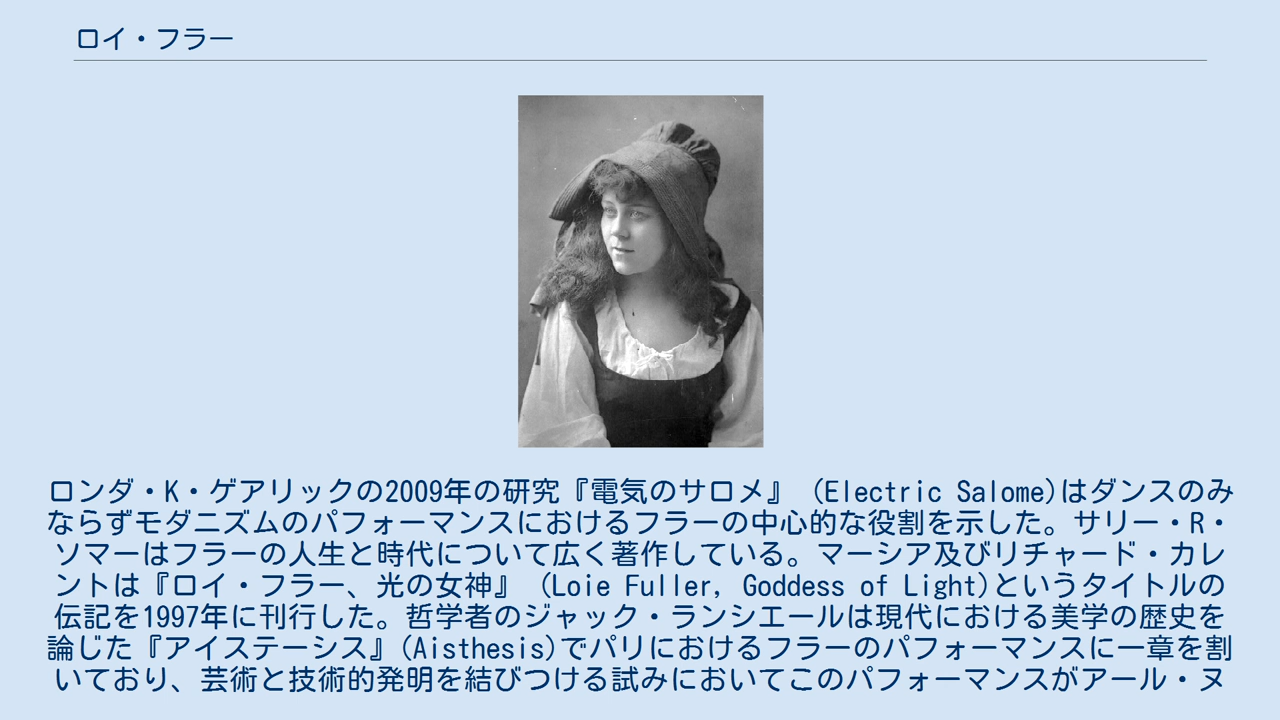 ロイ・フラー
ロンダ・K・ゲアリックの2009年の研究『電気のサロメ』 (Electric Salome)はダンスのみ
ならずモダニズムのパフォーマンスにおけるフラーの中心的な役割を示した。サリー・R・
ソマーはフラーの人生と時代について広く著作している。マーシア及びリチャード・カレ
ントは『ロイ・フラー、光の女神』 (Loie Fuller, Goddess of Light)というタイトルの
伝記を1997年に刊行した。哲学者のジャック・ランシエールは現代における美学の歴史を
論じた『アイステーシス』(Aisthesis)でパリにおけるフラーのパフォーマンスに一章を割
いており、芸術と技術的発明を結びつける試みにおいてこのパフォーマンスがアール・ヌ